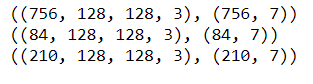 ((756, 128, 128, 3), (756, 7))
((84, 128, 128, 3), (84, 7))
((210, 128, 128, 3), (210, 7))